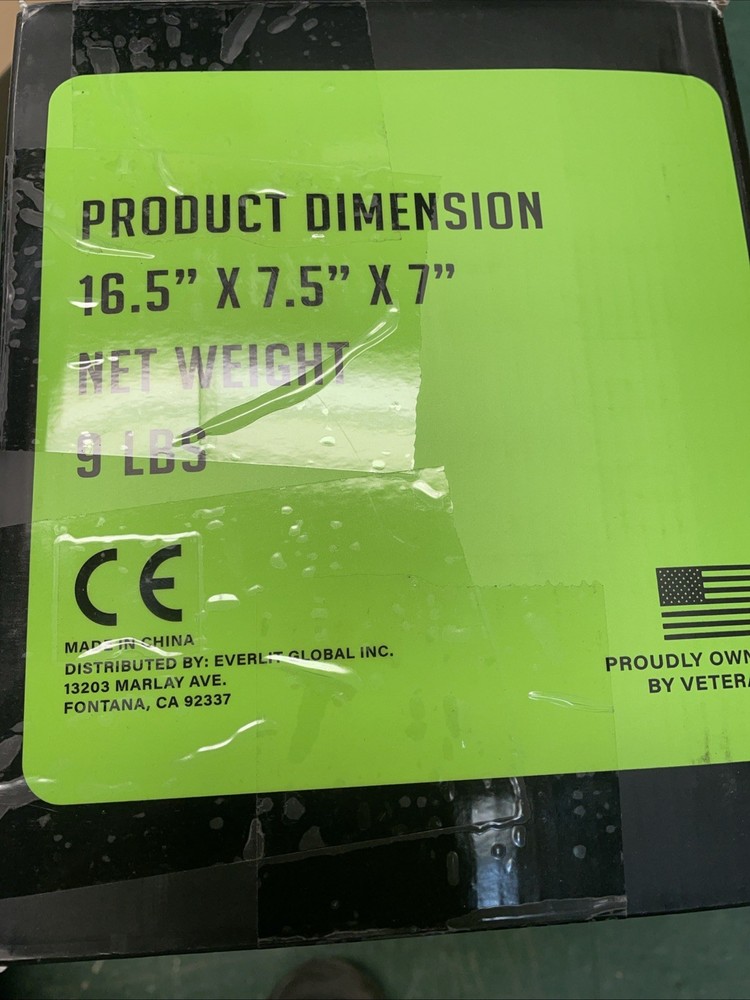 PRODUCT DIMENSION
16.5” X 7.5” X 7”
NET WEIGHT
9 LBS
CE
MADE IN CHINA
DISTRIBUTED BY: EVERLIT GLOBAL INC.
13203 MARLAY AVE.
FONTANA, CA 92337
PROUDLY OWN
BY VETERA